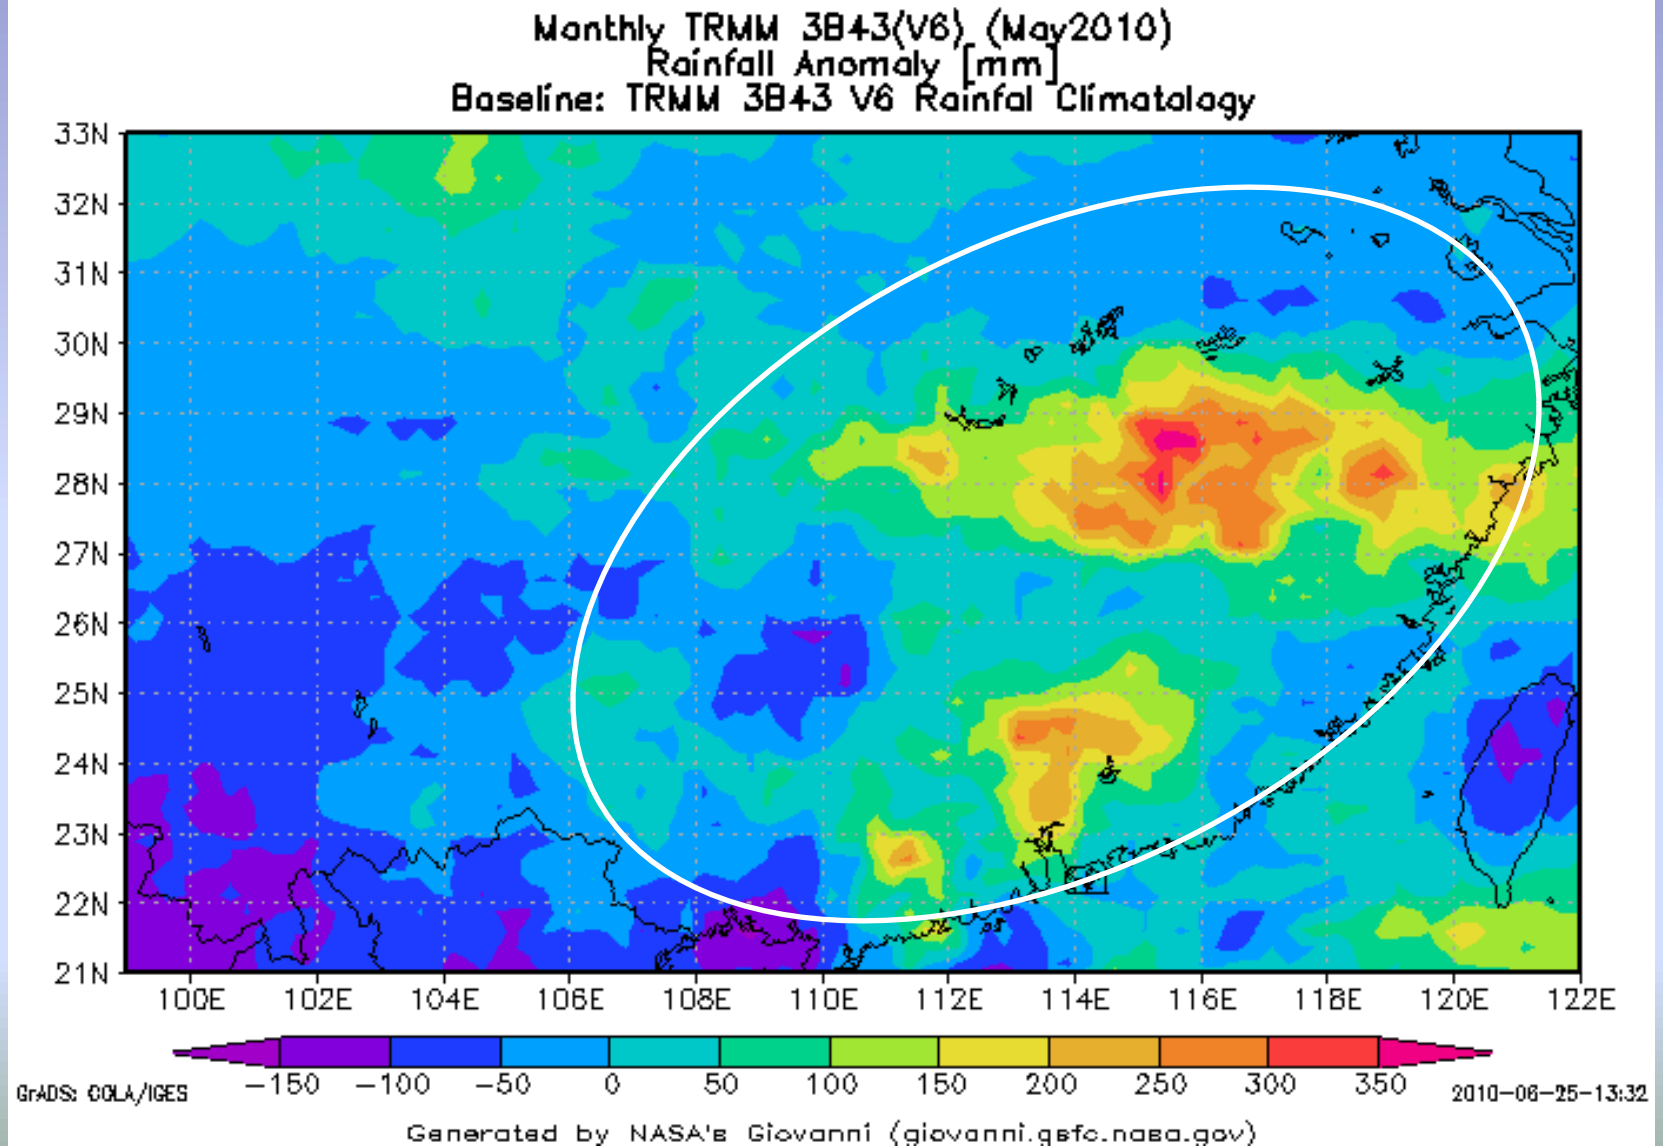 Monthly TRMM 3B43(V6) (May2010)
Rainfall Anomaly [mm]
Baseline: TRMM 3B43 V6 Rainfal Climatology
33N
32N
31N
30N
29N
28N
27N
26N
25N
24N
23N
22N
21N
100E 102E 104E 106E 108E 110E 112E 114E 116E 118E 120E 122E
−150 −100 −50 0 50 100 150 200 250 300 350
GrADS: COLA/IGES
2010−06−25−13:32
Generated by NASA's Giovanni (giovanni.gsfc.nasa.gov)